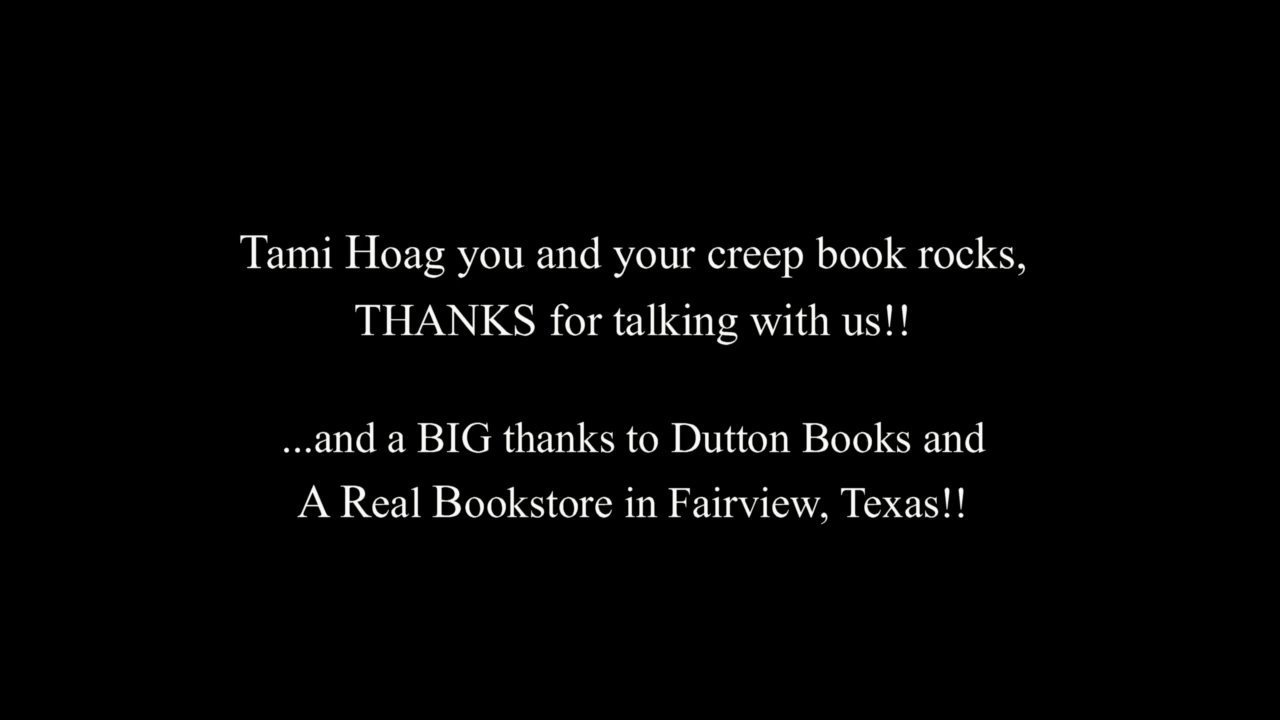 Tami Hoag you and your creep book rocks,
THANKS for talking with us!!
...and a BIG thanks to Dutton Books and
A Real Bookstore in Fairview, Texas!!